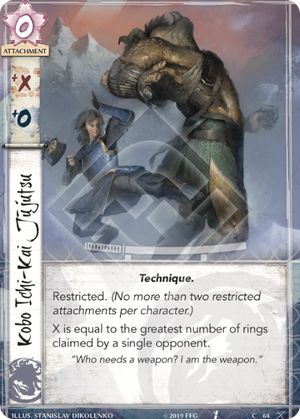 0
ATTACHMENT
+X
+0
Kobo Ichi-Kai Jujutsu
Technique.
Restricted. (No more than two restricted
attachments per character.)
X is equal to the greatest number of rings
claimed by a single opponent.
"Who needs a weapon? I am the weapon."
ILLUS. STANISLAV DIKOLENKO
©2019 FFG
C 64